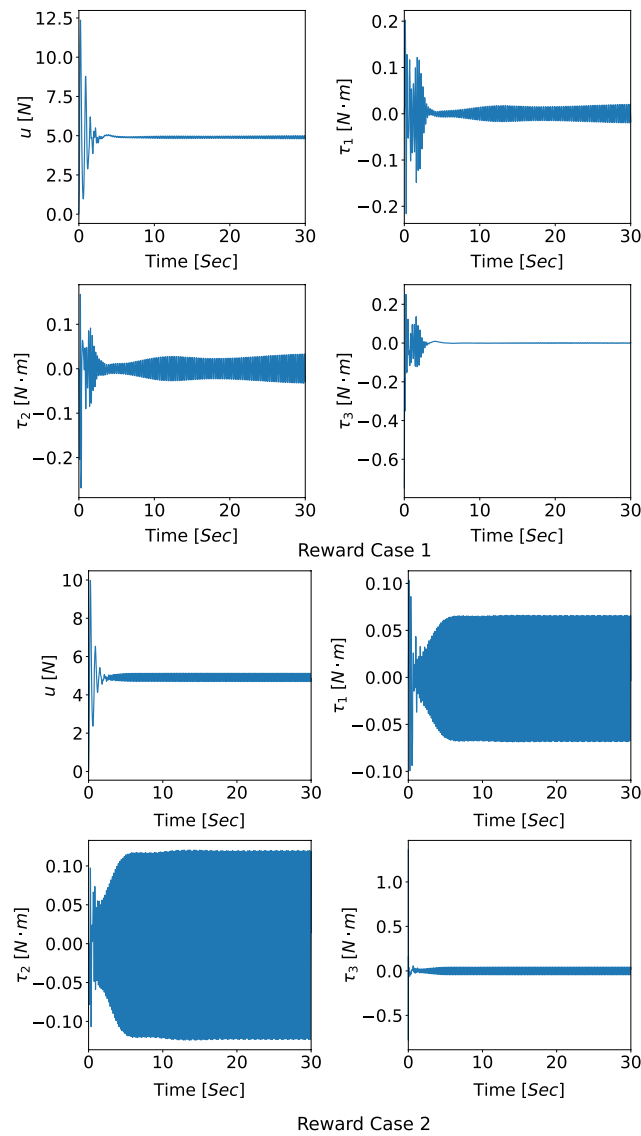 12.5
10.0
7.5
5.0
2.5
0.0
u [N]
0 10 20 30
Time [Sec]
0.2
0.1
0.0
−0.1
−0.2
τ1 [N·m]
0 10 20 30
Time [Sec]
0.1
0.0
−0.1
−0.2
τ2 [N·m]
0 10 20 30
Time [Sec]
0.2
0.0
−0.2
−0.4
−0.6
τ3 [N·m]
0 10 20 30
Time [Sec]
Reward Case 1
10
8
6
4
2
0
u [N]
0 10 20 30
Time [Sec]
0.10
0.05
0.00
−0.05
−0.10
τ1 [N·m]
0 10 20 30
Time [Sec]
0.10
0.05
0.00
−0.05
−0.10
τ2 [N·m]
0 10 20 30
Time [Sec]
1.0
0.5
0.0
−0.5
τ3 [N·m]
0 10 20 30
Time [Sec]
Reward Case 2